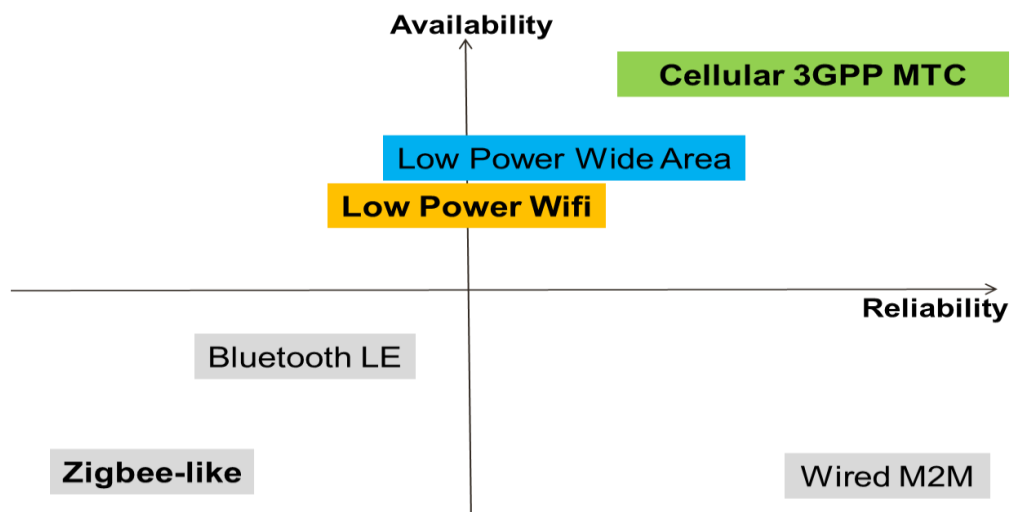 Availability
Cellular 3GPP MTC
Low Power Wide Area
Low Power Wifi
Reliability
Bluetooth LE
Zigbee-like
Wired M2M